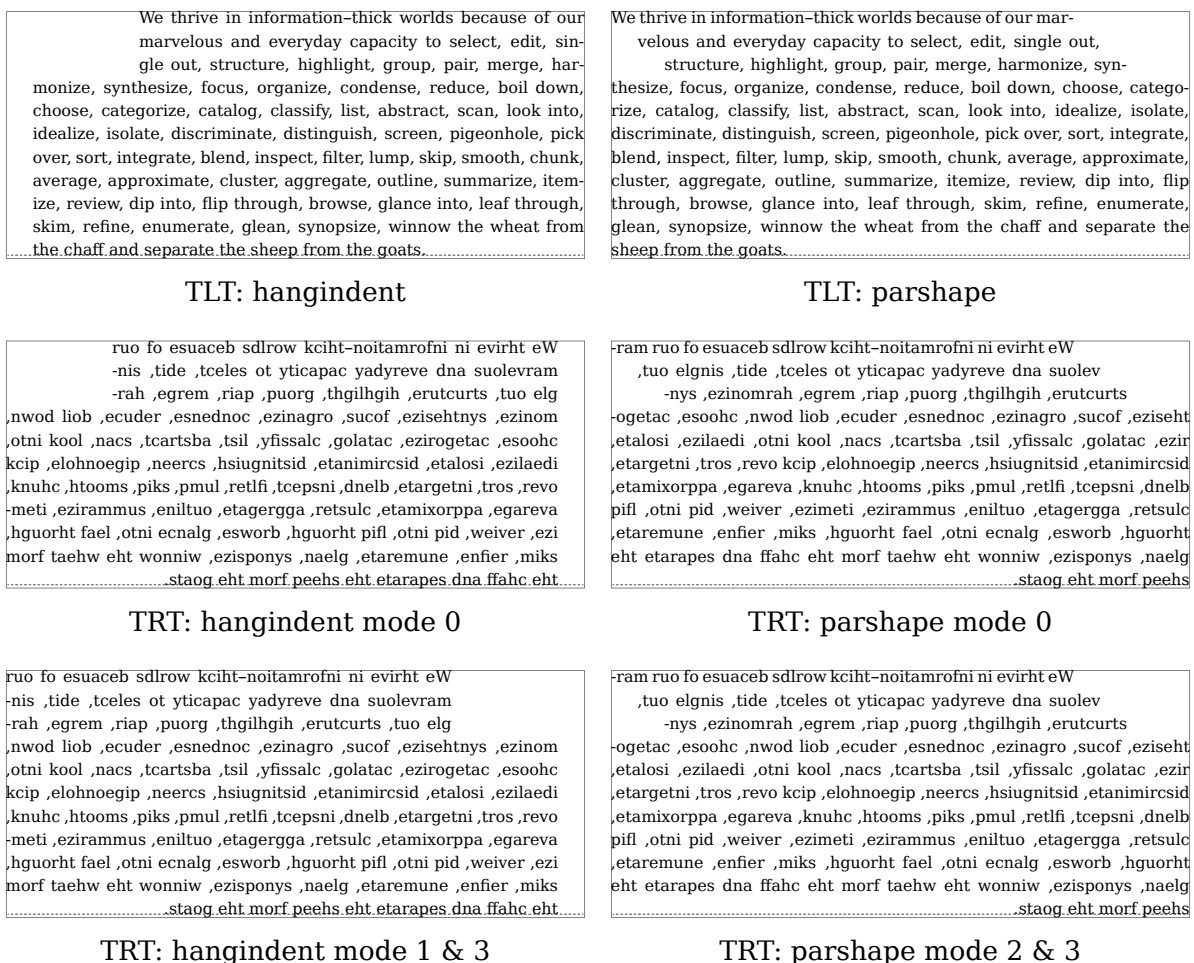 We thrive in information–thick worlds because of our
marvelous and everyday capacity to select, edit, sin-
gle out, structure, highlight, group, pair, merge, har-
monize, synthesize, focus, organize, condense, reduce, boil down,
choose, categorize, catalog, classify, list, abstract, scan, look into,
idealize, isolate, discriminate, distinguish, screen, pigeonhole, pick
over, sort, integrate, blend, inspect, filter, lump, skip, smooth, chunk,
average, approximate, cluster, aggregate, outline, summarize, item-
ize, review, dip into, flip through, browse, glance into, leaf through,
skim, refine, enumerate, glean, synopsize, winnow the wheat from
the chaff and separate the sheep from the goats.
TLT: hangindent
We thrive in information–thick worlds because of our mar-
velous and everyday capacity to select, edit, single out,
structure, highlight, group, pair, merge, harmonize, syn-
thesize, focus, organize, condense, reduce, boil down, choose, catego-
rize, catalog, classify, list, abstract, scan, look into, idealize, isolate,
discriminate, distinguish, screen, pigeonhole, pick over, sort, integrate,
blend, inspect, filter, lump, skip, smooth, chunk, average, approximate,
cluster, aggregate, outline, summarize, itemize, review, dip into, flip
through, browse, glance into, leaf through, skim, refine, enumerate,
glean, synopsize, winnow the wheat from the chaff and separate the
sheep from the goats.
TLT: parshape
ruo fo esuaceb sdlrow kciht–noitamrofni ni evirht eW
-nis ,tide ,tceles ot yticapac yadyreve dna suolevram
-rah ,egrem ,riap ,puorg ,thgilhgih ,erutcurts ,tuo elg
,nwod liob ,ecuder ,esnednoc ,ezinagro ,sucof ,ezisehtnys ,ezinom
,otni kool ,nacs ,tcartsba ,tsil ,yfissalc ,golatac ,ezirogetac ,esoohc
kcip ,elohnoegip ,neercs ,hsiugnitsid ,etanimircsid ,etalosi ,ezilaedi
,knuhc ,htooms ,piks ,pmul ,retlfi ,tcepsni ,dnelb ,etargetni ,tros ,revo
-meti ,ezirammus ,eniltuo ,etagergga ,retsulc ,etamixorppa ,egareva
,hguorht fael ,otni ecnalg ,esworb ,hguorht pifl ,otni pid ,weiver ,ezi
morf taehw eht wonniw ,ezisponys ,naelg ,etaremune ,enfier ,miks
.staog eht morf peehs eht etarapes dna ffahc eht
TRT: hangindent mode 0
-ram ruo fo esuaceb sdlrow kciht–noitamrofni ni evirht eW
,tuo elgnis ,tide ,tceles ot yticapac yadyreve dna suolev
-nys ,ezinomrah ,egrem ,riap ,puorg ,thgilhgih ,erutcurts
-ogetac ,esoohc ,nwod liob ,ecuder ,esnednoc ,ezinagro ,sucof ,eziseht
,etalosi ,ezilaedi ,otni kool ,nacs ,tcartsba ,tsil ,yfissalc ,golatac ,ezir
,etargetni ,tros ,revo kcip ,elohnoegip ,neercs ,hsiugnitsid ,etanimircsid
,etamixorppa ,egareva ,knuhc ,htooms ,piks ,pmul ,retlfi ,tcepsni ,dnelb
pifl ,otni pid ,weiver ,ezimeti ,ezirammus ,eniltuo ,etagergga ,retsulc
,etaremune ,enfier ,miks ,hguorht fael ,otni ecnalg ,esworb ,hguorht
eht etarapes dna ffahc eht morf taehw eht wonniw ,ezisponys ,naelg
.staog eht morf peehs
TRT: parshape mode 0
ruo fo esuaceb sdlrow kciht–noitamrofni ni evirht eW
-nis ,tide ,tceles ot yticapac yadyreve dna suolevram
-rah ,egrem ,riap ,puorg ,thgilhgih ,erutcurts ,tuo elg
,nwod liob ,ecuder ,esnednoc ,ezinagro ,sucof ,ezisehtnys ,ezinom
,otni kool ,nacs ,tcartsba ,tsil ,yfissalc ,golatac ,ezirogetac ,esoohc
kcip ,elohnoegip ,neercs ,hsiugnitsid ,etanimircsid ,etalosi ,ezilaedi
,knuhc ,htooms ,piks ,pmul ,retlfi ,tcepsni ,dnelb ,etargetni ,tros ,revo
-meti ,ezirammus ,eniltuo ,etagergga ,retsulc ,etamixorppa ,egareva
,hguorht fael ,otni ecnalg ,esworb ,hguorht pifl ,otni pid ,weiver ,ezi
morf taehw eht wonniw ,ezisponys ,naelg ,etaremune ,enfier ,miks
.staog eht morf peehs eht etarapes dna ffahc eht
TRT: hangindent mode 1 & 3
-ram ruo fo esuaceb sdlrow kciht–noitamrofni ni evirht eW
,tuo elgnis ,tide ,tceles ot yticapac yadyreve dna suolev
-nys ,ezinomrah ,egrem ,riap ,puorg ,thgilhgih ,erutcurts
-ogetac ,esoohc ,nwod liob ,ecuder ,esnednoc ,ezinagro ,sucof ,eziseht
,etalosi ,ezilaedi ,otni kool ,nacs ,tcartsba ,tsil ,yfissalc ,golatac ,ezir
,etargetni ,tros ,revo kcip ,elohnoegip ,neercs ,hsiugnitsid ,etanimircsid
,etamixorppa ,egareva ,knuhc ,htooms ,piks ,pmul ,retlfi ,tcepsni ,dnelb
pifl ,otni pid ,weiver ,ezimeti ,ezirammus ,eniltuo ,etagergga ,retsulc
,etaremune ,enfier ,miks ,hguorht fael ,otni ecnalg ,esworb ,hguorht
eht etarapes dna ffahc eht morf taehw eht wonniw ,ezisponys ,naelg
.staog eht morf peehs
TRT: parshape mode 2 & 3